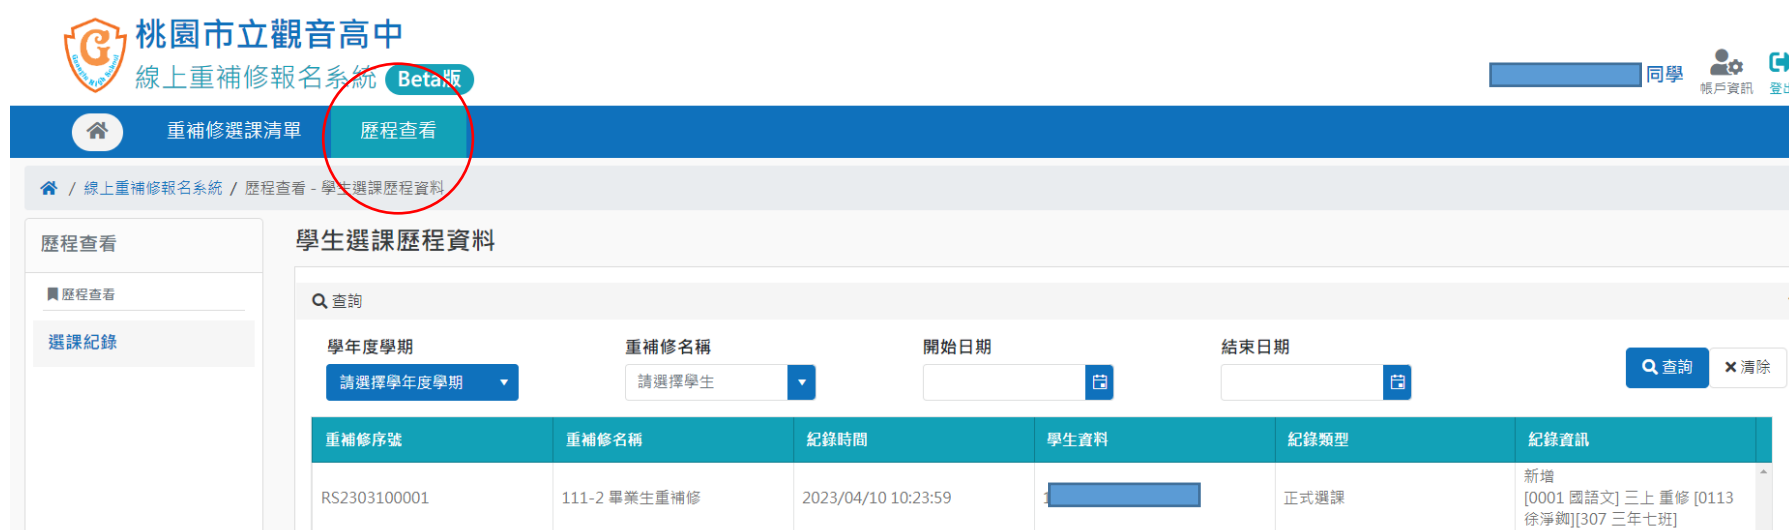 桃園市立觀音高中
線上重補修報名系統 Beta版
同學
帳戶資訊
登出
重補修選課清單 歷程查看
/ 線上重補修報名系統 / 歷程查看 - 學生選課歷程資料
歷程查看
歷程查看
選課紀錄
學生選課歷程資料
查詢
學年度學期 重補修名稱 開始日期 結束日期
請選擇學年度學期 請選擇學生 查詢 清除
重補修序號 重補修名稱 紀錄時間 學生資料 紀錄類型 紀錄資訊
RS2303100001 111-2 畢業生重補修 2023/04/10 10:23:59 1 正式選課
新增
[0001 國語文] 三上 重修 [0113
徐淨][307 三年七班]